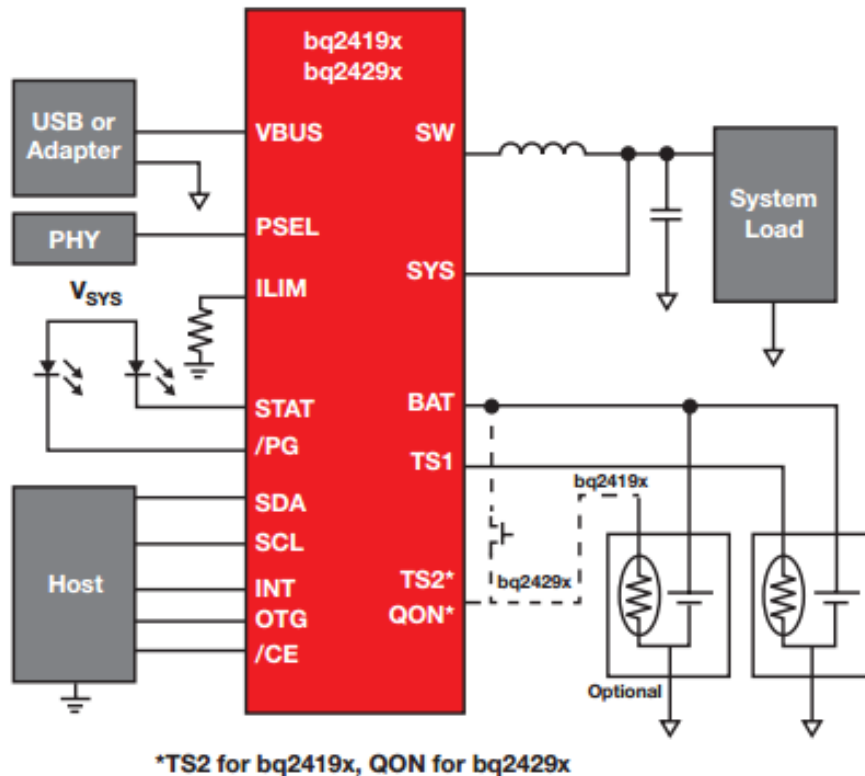 bq2419x
bq2429x
USB or
Adapter
VBUS
SW
PHY
PSEL
System
Load
SYS
ILIM
VSYS
STAT
BAT
/PG
TS1
bq2419x
SDA
SCL
Host
INT
TS2*
bq2429x
OTG
QON*
/CE
Optional
*TS2 for bq2419x, QON for bq2429x